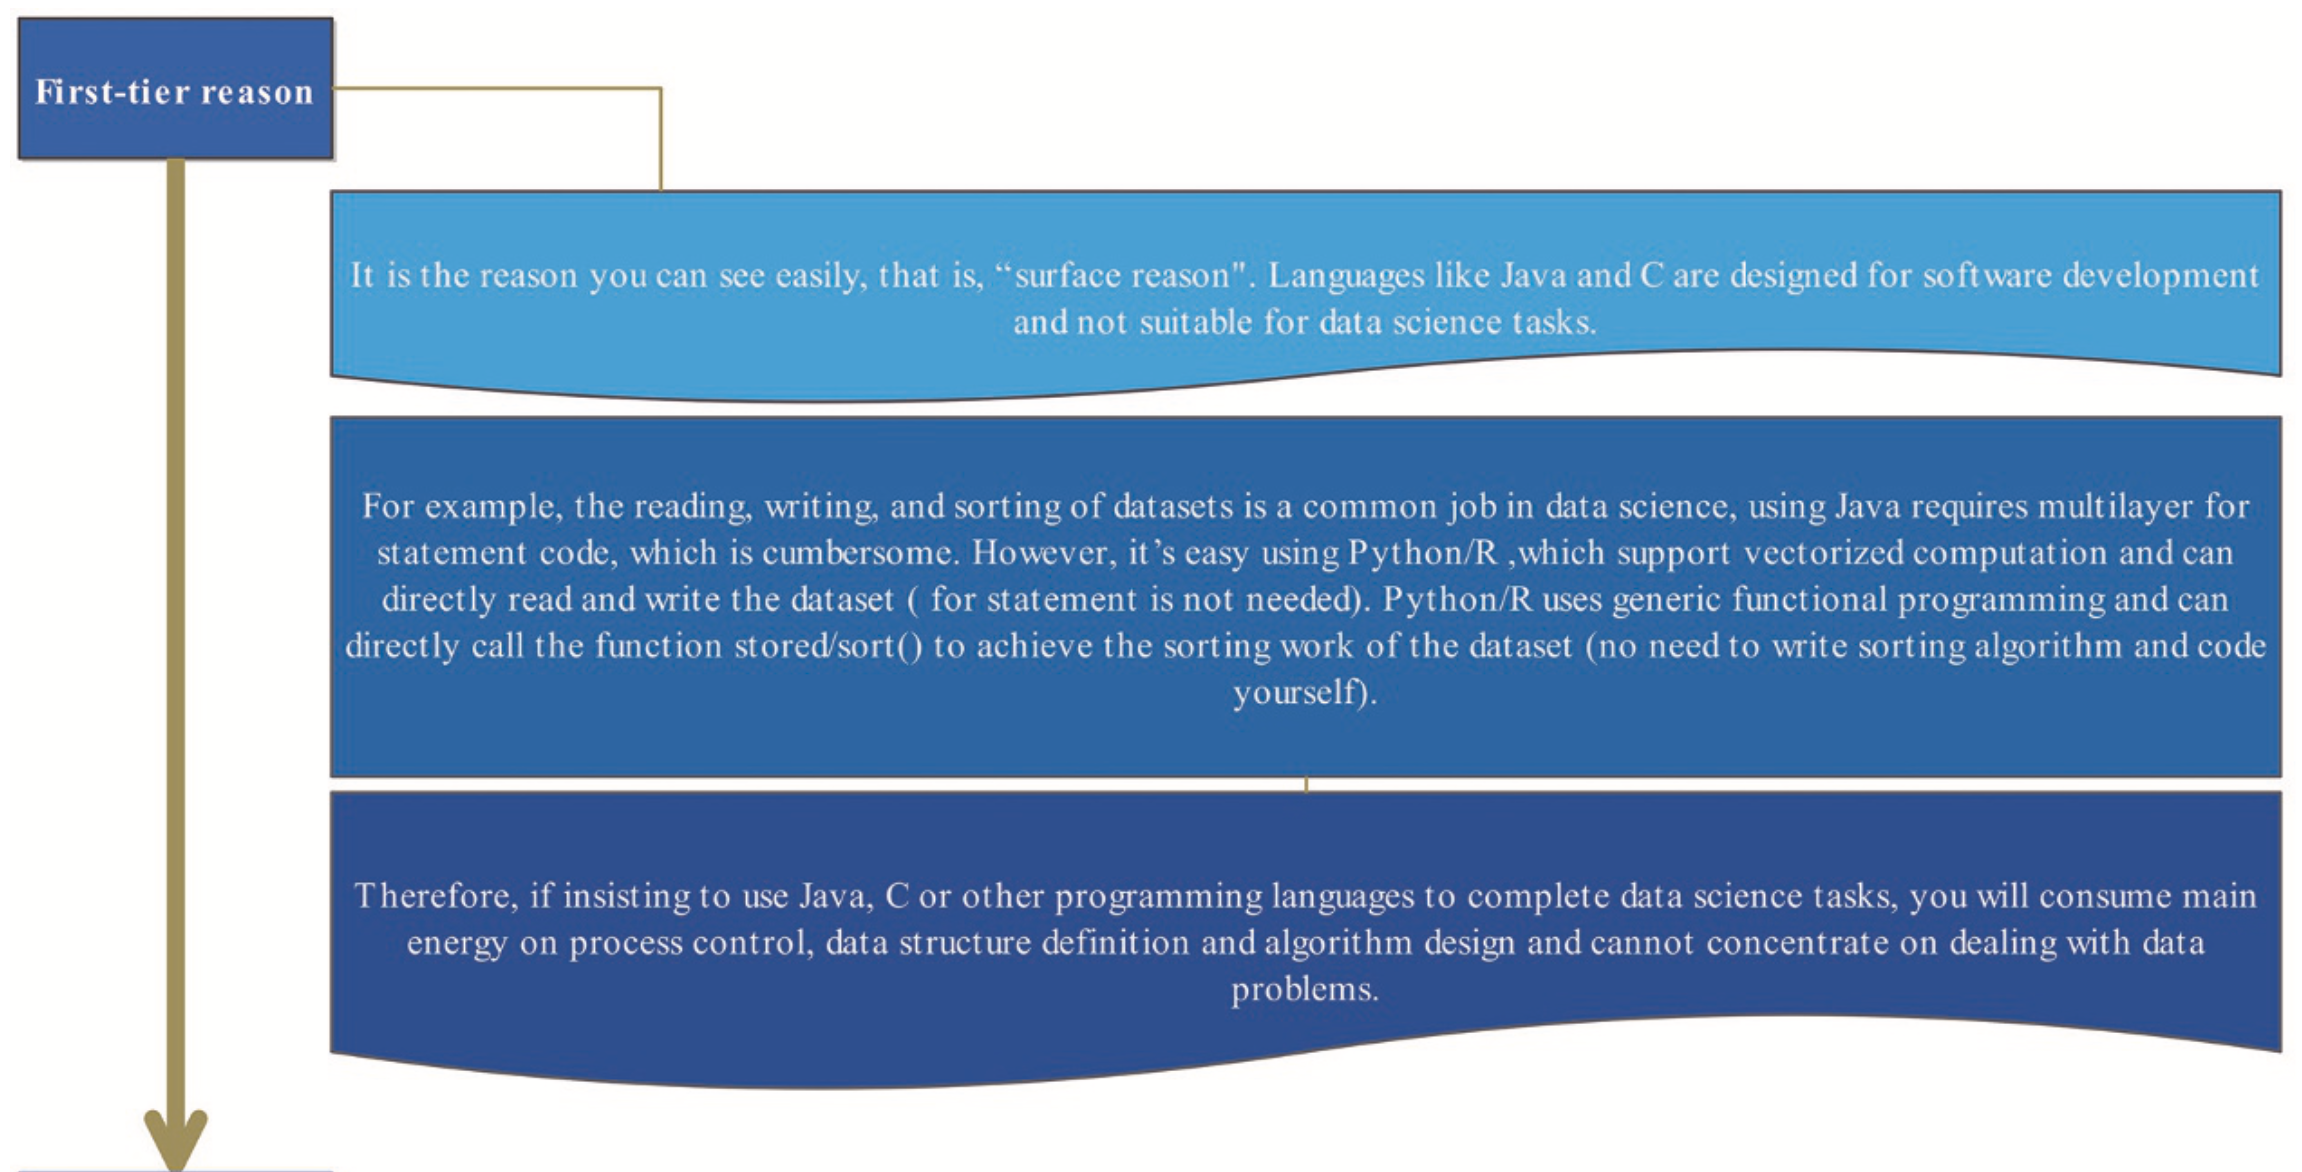 First-tier reason
It is the reason you can see easily, that is, “surface reason". Languages like Java and C are designed for software development
and not suitable for data science tasks.
For example, the reading, writing, and sorting of datasets is a common job in data science, using Java requires multilayer for
statement code, which is cumbersome. However, it’s easy using Python/R ,which support vectorized computation and can
directly read and write the dataset ( for statement is not needed). Python/R uses generic functional programming and can
directly call the function stored/sort() to achieve the sorting work of the dataset (no need to write sorting algorithm and code
yourself).
Therefore, if insisting to use Java, C or other programming languages to complete data science tasks, you will consume main
energy on process control, data structure definition and algorithm design and cannot concentrate on dealing with data
problems.